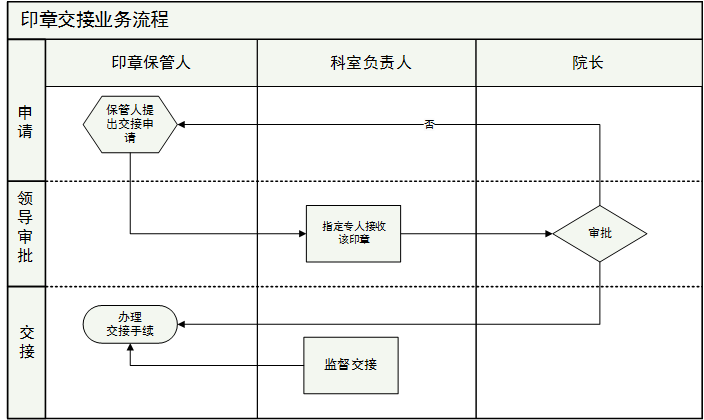 印章交接业务流程
印章保管人
科室负责人
院长
申
请
保管人提
出交接申
请
否
领
导
审
批
指定专人接收
该印章
审批
交
接
办理
交接手续
监督交接